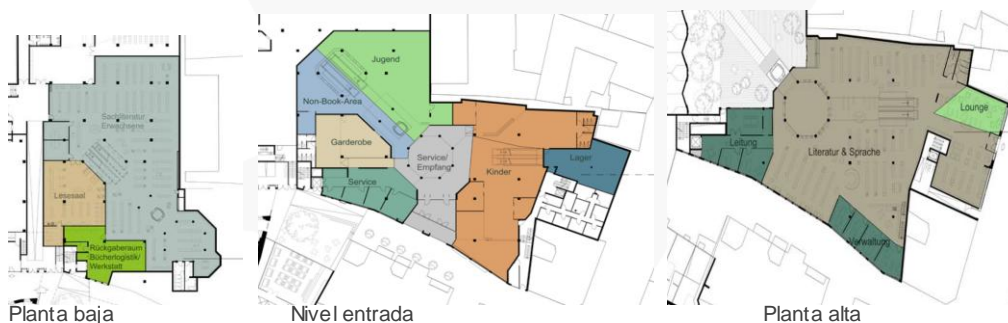 Sachliteratur
Erwachsene
Lesesaal
Rückgaberaum
Bücherlogistik/
Werkstatt
Planta baja
Jugend
Non-Book-Area
Garderobe
Service/
Empfang
Service
Kinder
Lager
Nivel entrada
Lounge
Leitung
Literatur & Sprache
Verwaltung
Planta alta